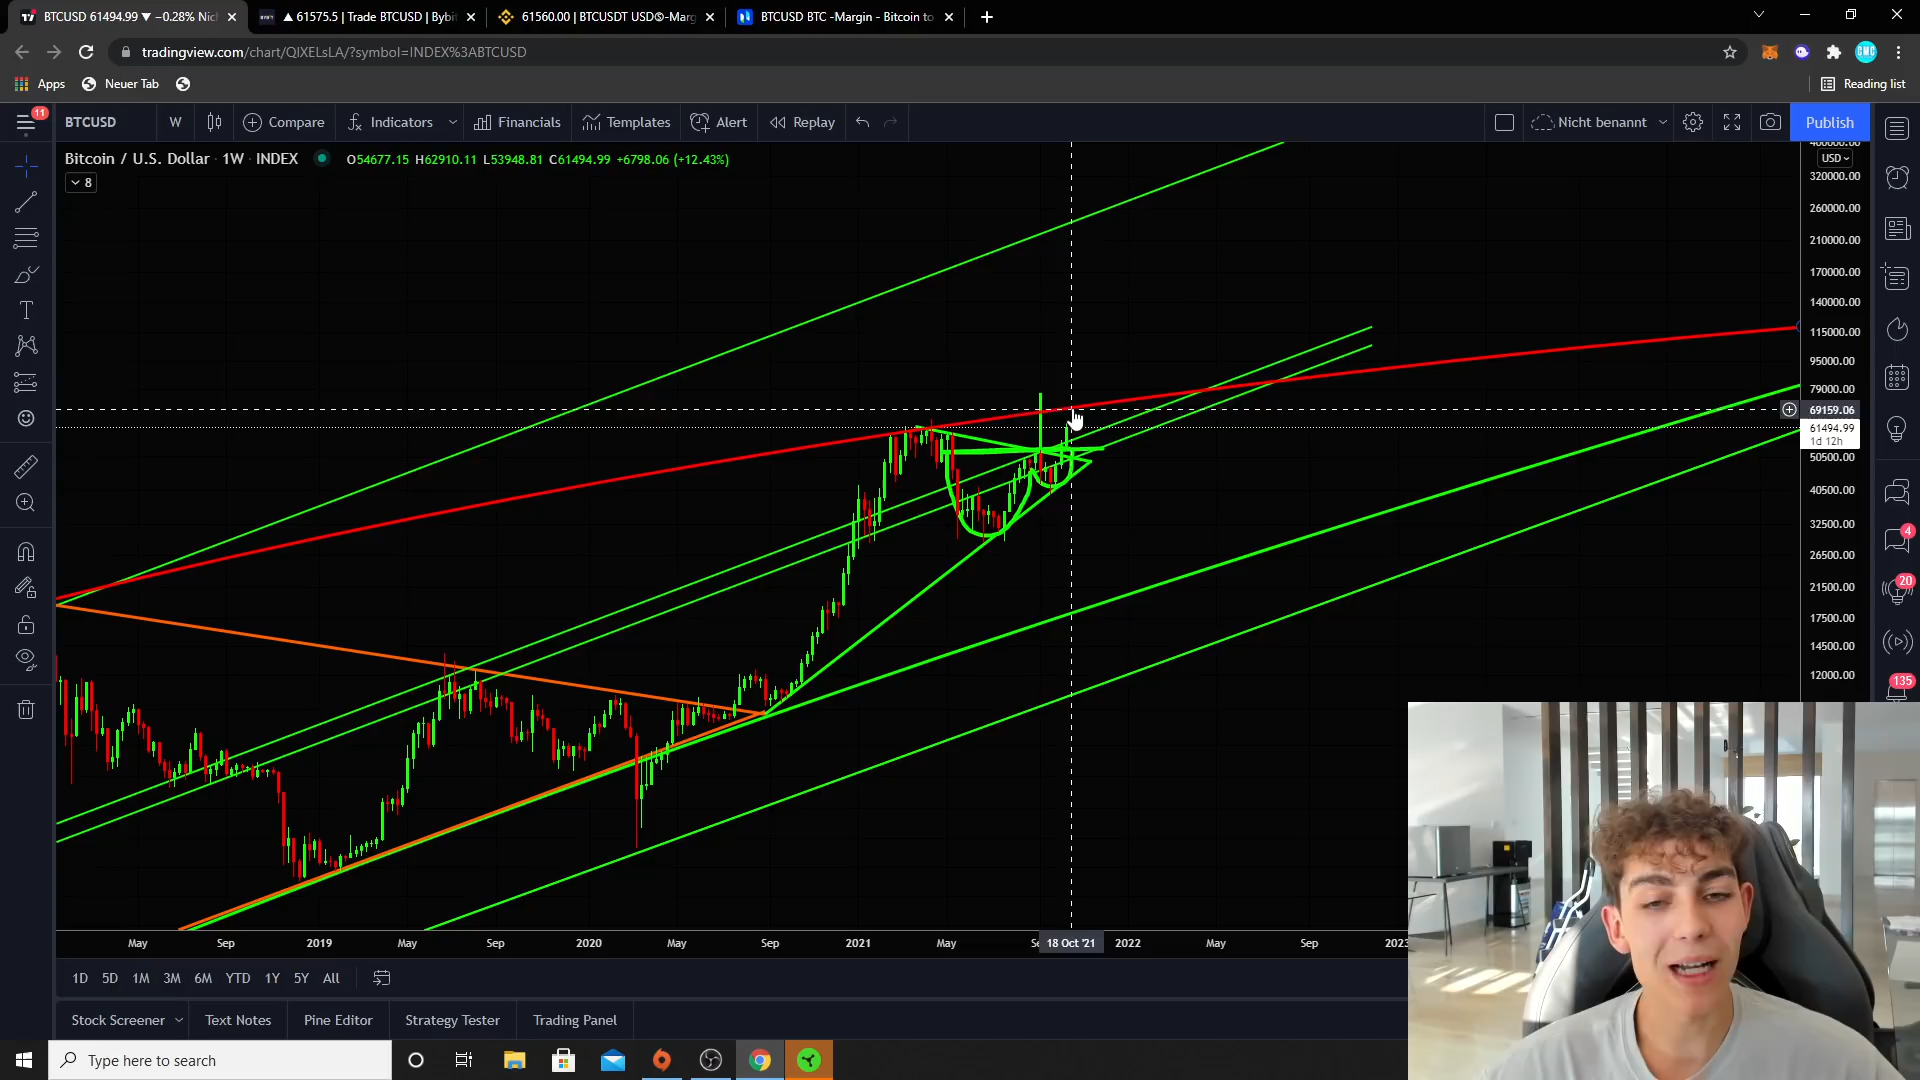 BTCUSD 61494.99 ▼ −0.28% Nic
▲ 61575.5 | Trade BTCUSD | Bybit
61560.00 | BTCUSDT USDⓈ-Marg
BTCUSD BTC -Margin - Bitcoin to
tradingview.com/chart/QIXELsLA/?symbol=INDEX%3ABTCUSD
CMC
Apps
Neuer Tab
Reading list
11
BTCUSD
W
Compare
Indicators
Financials
Templates
Alert
Replay
Nicht benannt
Publish
Bitcoin / U.S. Dollar · 1W · INDEX
O54677.15 H62910.11 L53948.81 C61494.99 +6798.06 (+12.43%)
8
400000.00
USD
320000.00
260000.00
210000.00
170000.00
140000.00
115000.00
95000.00
79000.00
69159.06
61494.99
1d 12h
50500.00
40500.00
32500.00
26500.00
21500.00
17500.00
14500.00
12000.00
4
20
135
May
Sep
2019
May
Sep
2020
May
Sep
2021
May
Se
18 Oct '21
2022
May
Sep
2023
1D
5D
1M
3M
6M
YTD
1Y
5Y
All
Stock Screener
Text Notes
Pine Editor
Strategy Tester
Trading Panel
Type here to search